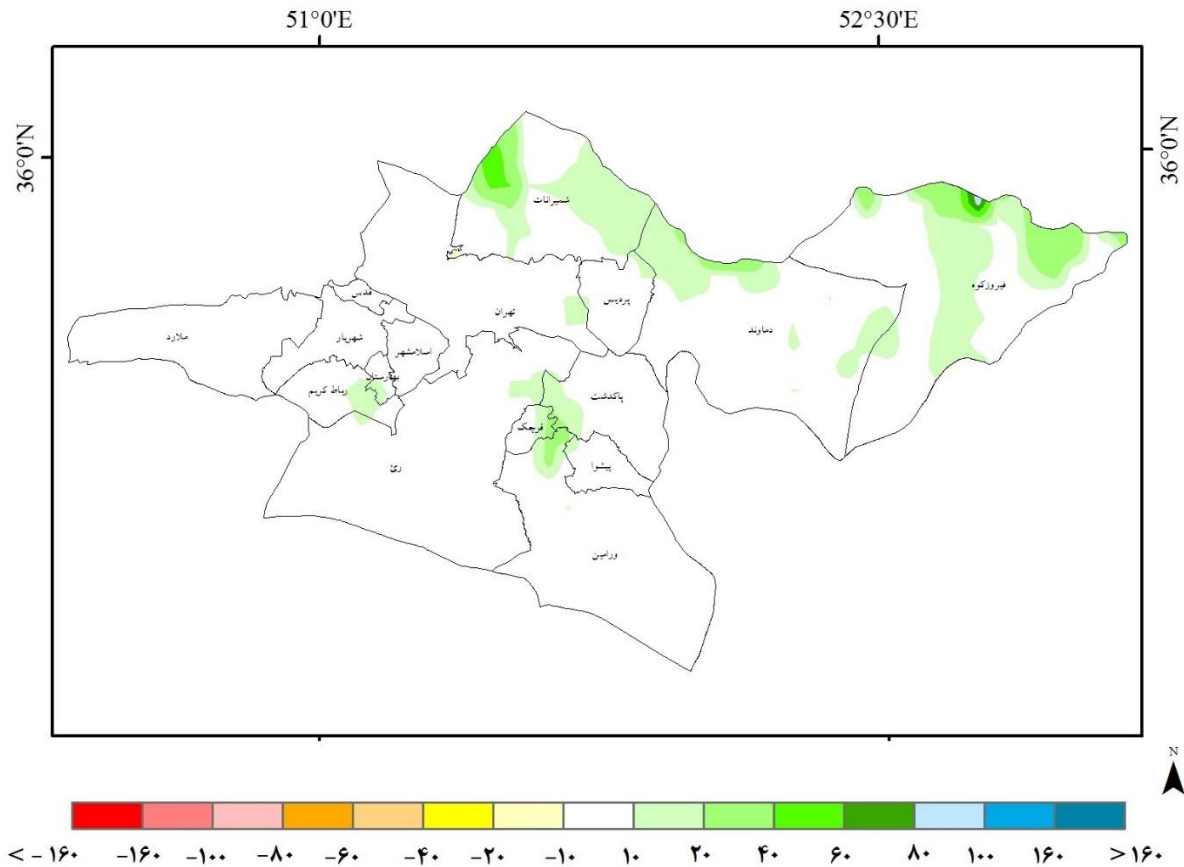 51°0'E 52°30'E
36°0'N 36°0'N
شمیرانات
فیروزکوه
قدس
پردیس
تهران
دماوند
ملارد
شهریار
اسلامشهر
بهارستان
رباط کریم
پاکدشت
قرچک
پیشوا
ری
ورامین
N
< -۱۶۰ -۱۶۰ -۱۰۰ -۸۰ -۶۰ -۴۰ -۲۰ -۱۰ ۱۰ ۲۰ ۴۰ ۶۰ ۸۰ ۱۰۰ ۱۶۰ >۱۶۰